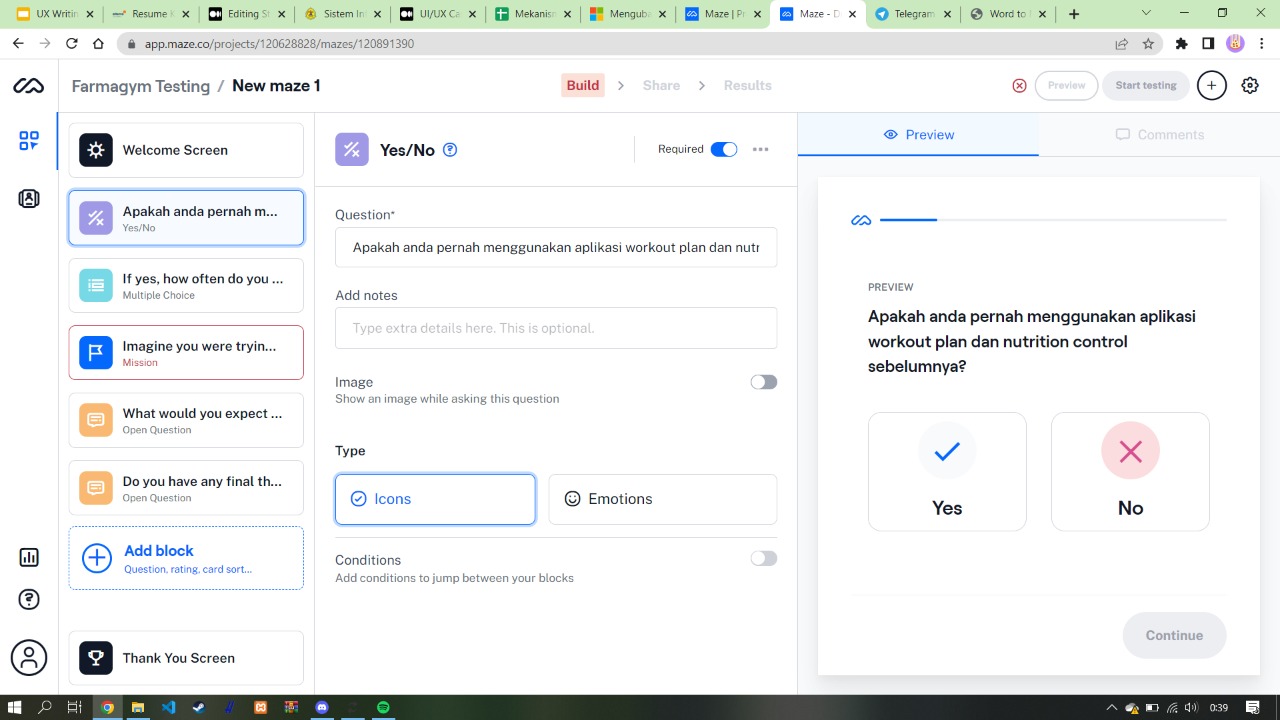 UX Writin
Resume K
Editing St
Sistem In
UI/UX Ca
Mekanism
Menguba
Maze | Pr
Maze - D
Telegram
Word to
app.maze.co/projects/120628828/mazes/120891390
Farmagym Testing / New maze 1
Build
Share
Results
Preview
Start testing
Welcome Screen
Apakah anda pernah m...
Yes/No
If yes, how often do you ...
Multiple Choice
Imagine you were tryin...
Mission
What would you expect ...
Open Question
Do you have any final th...
Open Question
Add block
Question, rating, card sort...
Thank You Screen
Yes/No
Required
Question*
Apakah anda pernah menggunakan aplikasi workout plan dan nutr
Add notes
Type extra details here. This is optional.
Image
Show an image while asking this question
Type
Icons
Emotions
Conditions
Add conditions to jump between your blocks
Preview
Comments
PREVIEW
Apakah anda pernah menggunakan aplikasi
workout plan dan nutrition control
sebelumnya?
Yes
No
Continue
0:39